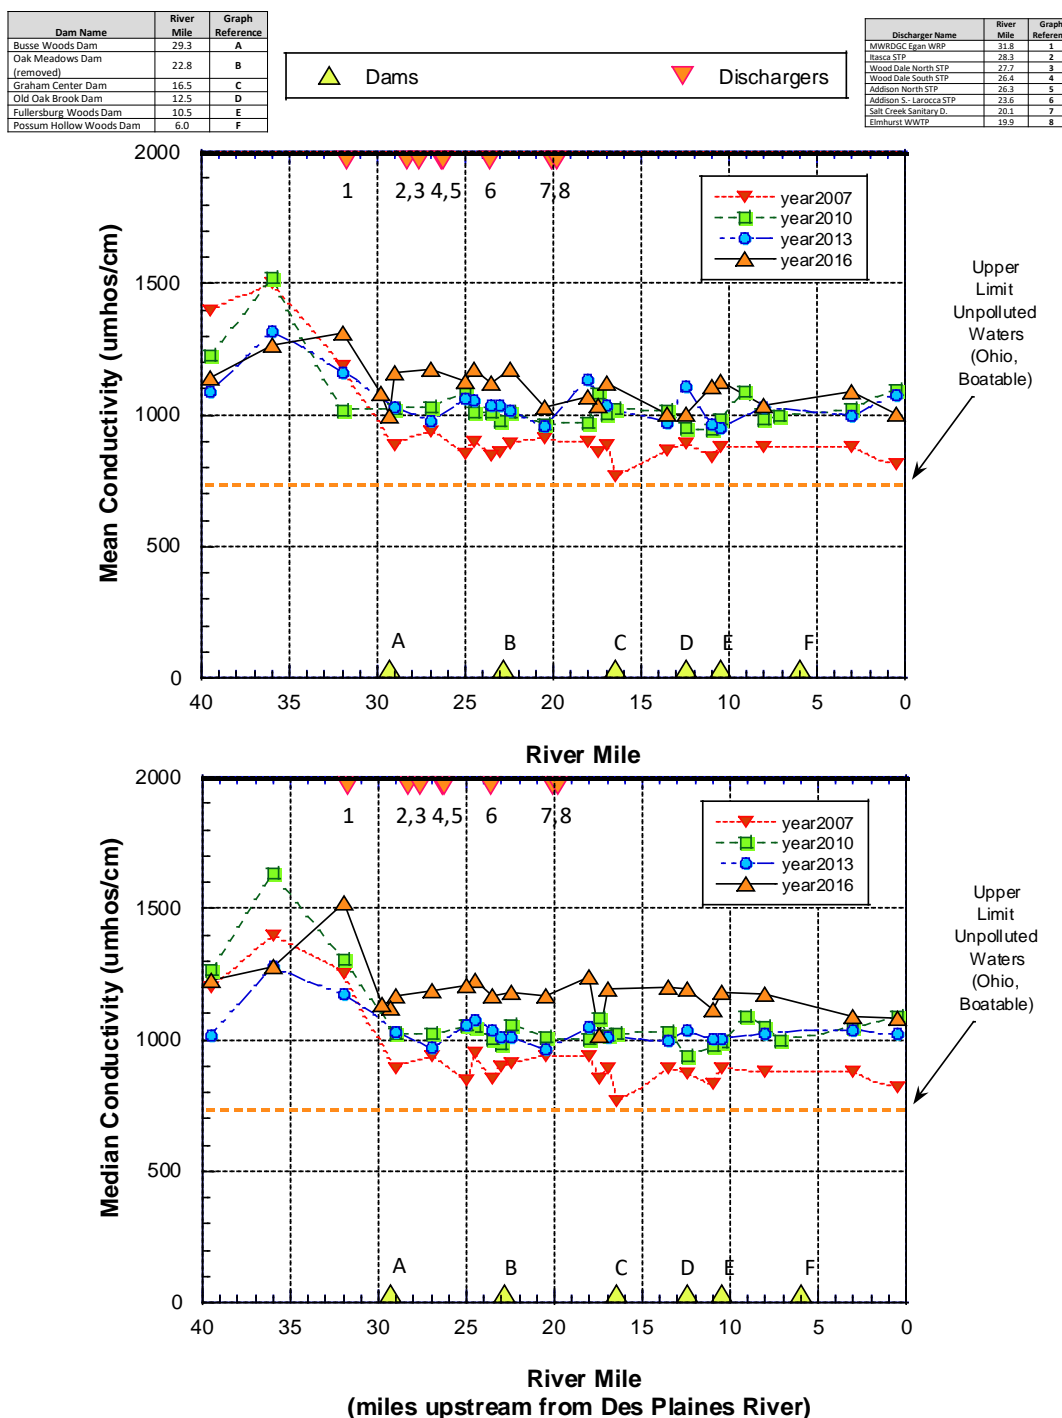 Dam Name River Mile Graph Reference
Busse Woods Dam 29.3 A
Oak Meadows Dam (removed) 22.8 B
Graham Center Dam 16.5 C
Old Oak Brook Dam 12.5 D
Fullersburg Woods Dam 10.5 E
Possum Hollow Woods Dam 6.0 F
Dams Dischargers
Discharger Name River Mile Graph Referenc
MWRDGC Egan WRP 31.8 1
Itasca STP 28.3 2
Wood Dale North STP 27.7 3
Wood Dale South STP 26.4 4
Addison North STP 26.3 5
Addison S.- Larocca STP 23.6 6
Salt Creek Sanitary D. 20.1 7
Elmhurst WWTP 19.9 8
Mean Conductivity (umhos/cm)
2000
1500
1000
500
0
1 2,3 4,5 6 7,8
year2007
year2010
year2013
year2016
Upper
Limit
Unpolluted
Waters
(Ohio,
Boatable)
A B C D E F
40 35 30 25 20 15 10 5 0
River Mile
Median Conductivity (umhos/cm)
2000
1500
1000
500
0
1 2,3 4,5 6 7,8
year2007
year2010
year2013
year2016
Upper
Limit
Unpolluted
Waters
(Ohio,
Boatable)
A B C D E F
40 35 30 25 20 15 10 5 0
River Mile
(miles upstream from Des Plaines River)